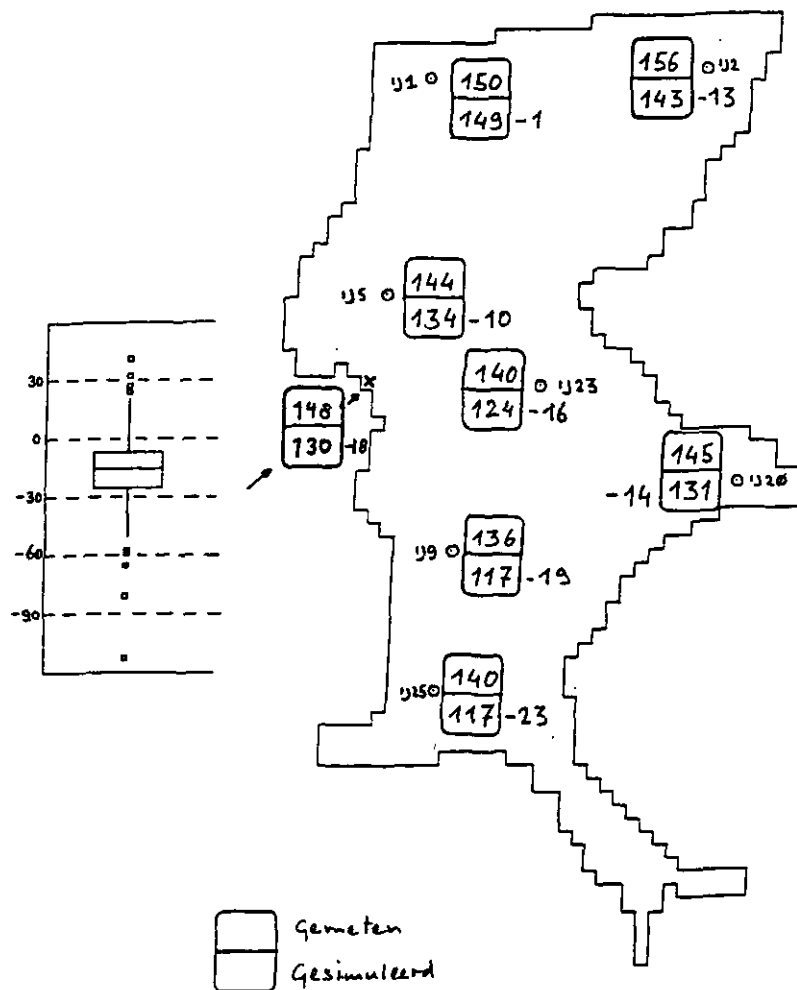 156
IJ1
150
IJ2
143 -13
149 -1
144
IJ5
134 -10
30
140
IJ23
x
148
124 -16
0
130 -18
145
IJ20
-14 131
-30
136
IJ9
-60
117 -19
-90
140
IJ25
117 -23
Gemeten
Gesimuleerd